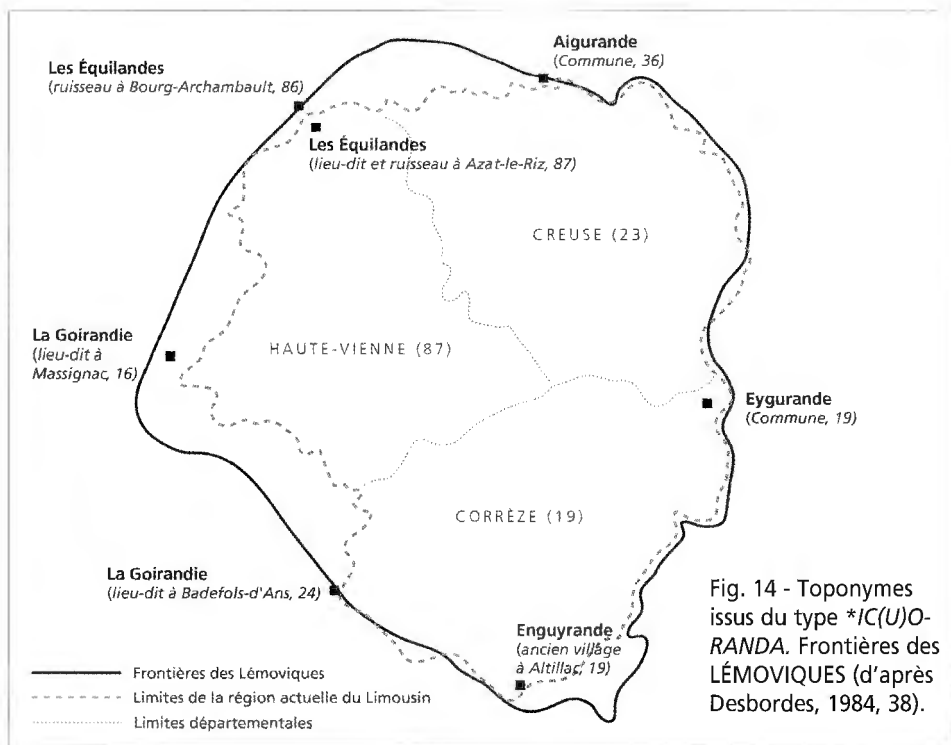 Aigurande
(Commune, 36)
Les Équilandes
(ruisseau à Bourg-Archambault, 86)
Les Équilandes
(lieu-dit et ruisseau à Azat-le-Riz, 87)
CREUSE (23)
La Goirandie
(lieu-dit à
Massignac, 16)
HAUTE-VIENNE (87)
Eygurande
(Commune, 19)
CORRÈZE (19)
La Goirandie
(lieu-dit à Badefols-d'Ans, 24)
Enguyrande
(ancien village
à Altillac, 19)
Frontières des Lémoviques
Limites de la région actuelle du Limousin
Limites départementales
Fig. 14 - Toponymes
issus du type *IC(U)O-
RANDA. Frontières des
LÉMOVIQUES (d'après
Desbordes, 1984, 38).